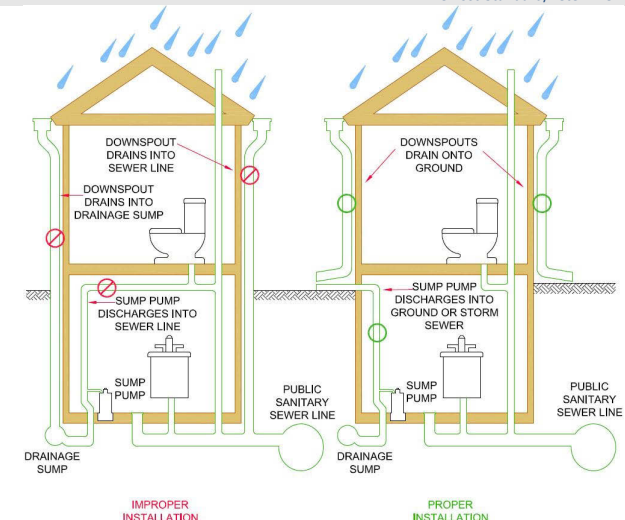 DOWNSPOUT
DRAINS INTO
SEWER LINE
DOWNSPOUT
DRAINS INTO
DRAINAGE SUMP
SUMP PUMP
DISCHARGES INTO
SEWER LINE
SUMP
PUMP
PUBLIC
SANITARY
SEWER LINE
DRAINAGE
SUMP
IMPROPER
INSTALLATION
DOWNSPOUTS
DRAIN ONTO
GROUND
SUMP PUMP
DISCHARGES INTO
GROUND OR STORM
SEWER
SUMP
PUMP
PUBLIC
SANITARY
SEWER LINE
DRAINAGE
SUMP
PROPER
INSTALLATION